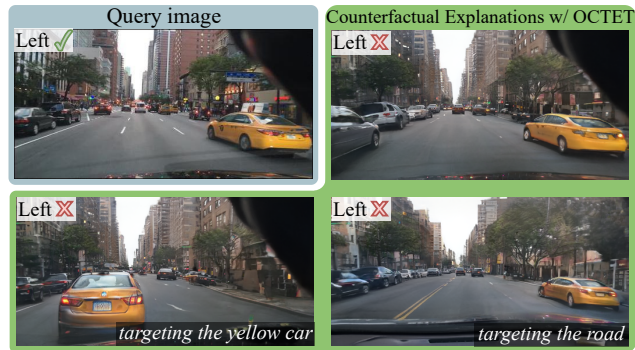 Query image
Counterfactual Explanations w/ OCTET
Left ✓
Left ✗
Left ✗
targeting the yellow car
Left ✗
targeting the road